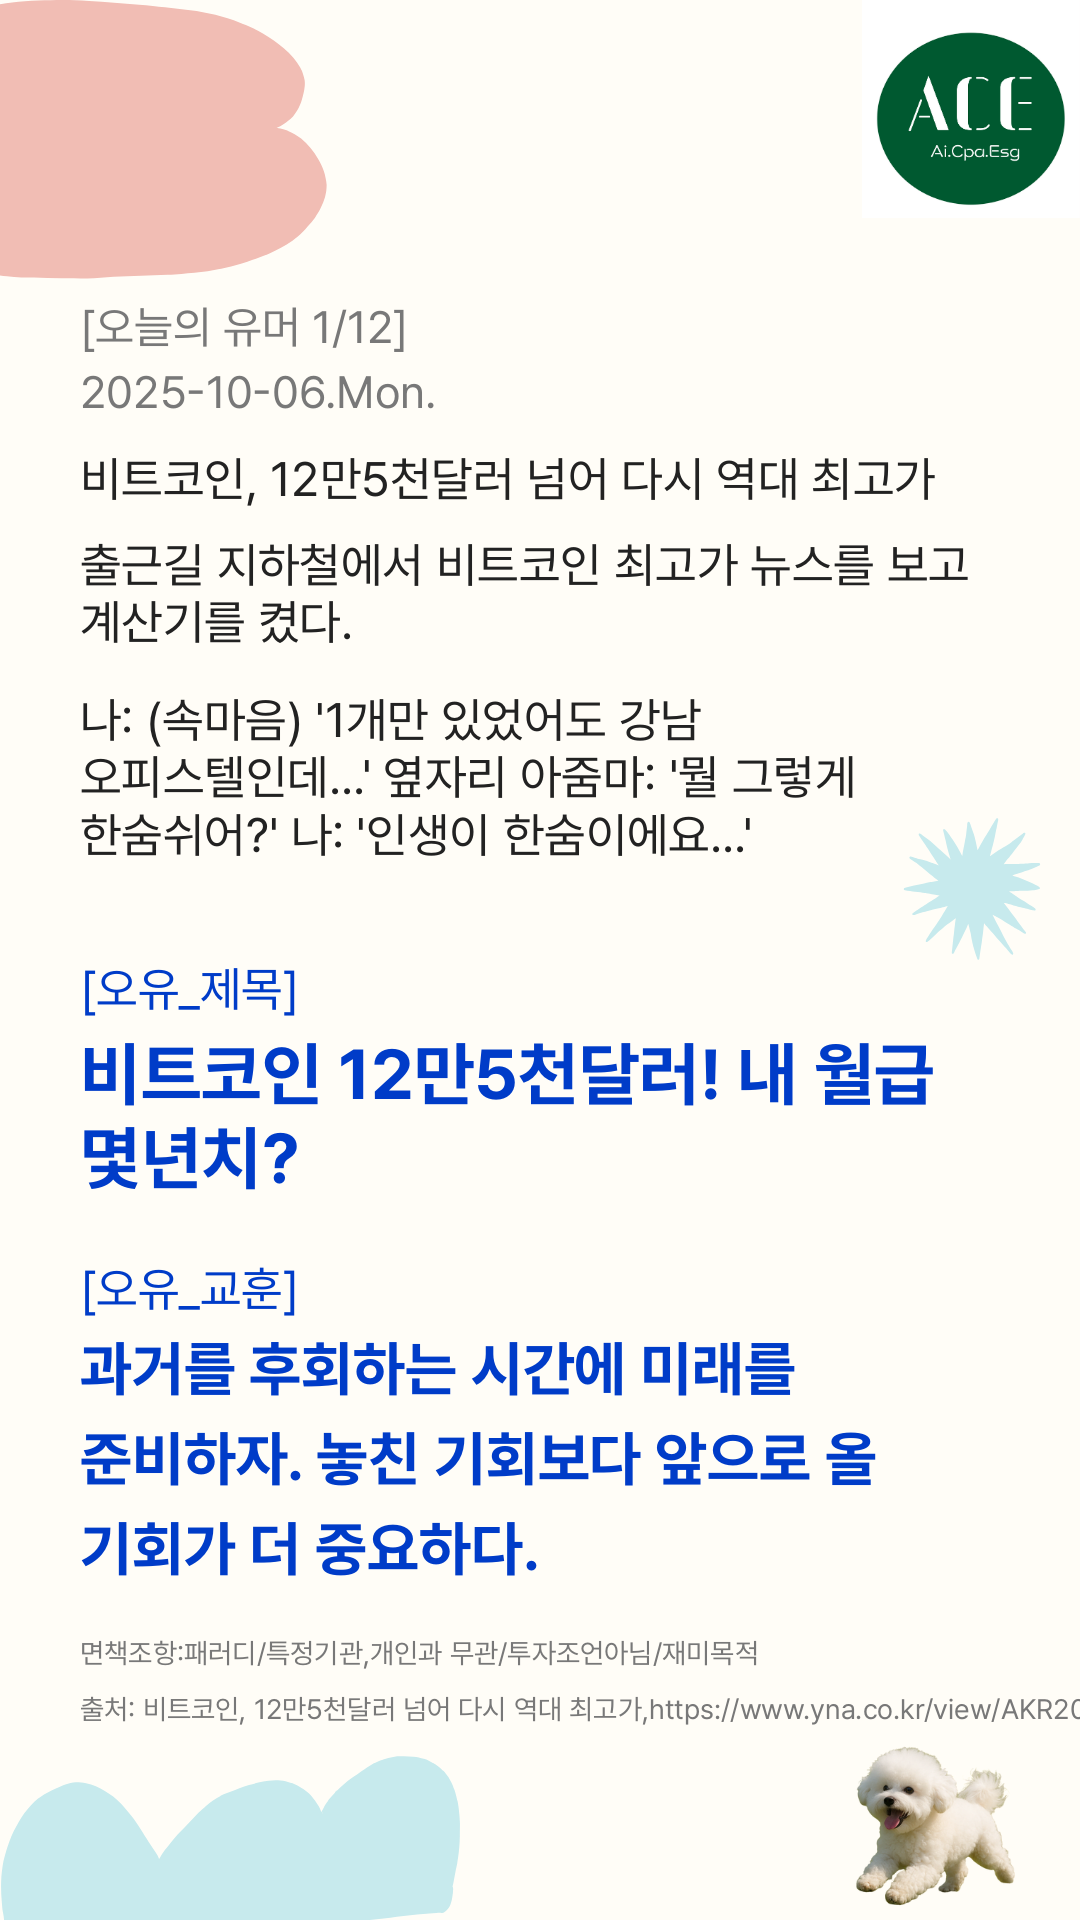 ACE
Ai.Cpa.Esg
[오늘의 유머 1/12]
2025-10-06.Mon.
비트코인, 12만5천달러 넘어 다시 역대 최고가
출근길 지하철에서 비트코인 최고가 뉴스를 보고
계산기를 켰다.
나: (속마음) '1개만 있었어도 강남
오피스텔인데...' 옆자리 아줌마: '뭘 그렇게
한숨쉬어?' 나: '인생이 한숨이에요...'
[오유_제목]
비트코인 12만5천달러! 내 월급
몇년치?
[오유_교훈]
과거를 후회하는 시간에 미래를
준비하자. 놓친 기회보다 앞으로 올
기회가 더 중요하다.
면책조항:패러디/특정기관,개인과 무관/투자조언아님/재미목적
출처: 비트코인, 12만5천달러 넘어 다시 역대 최고가,https://www.yna.co.kr/view/AKR20